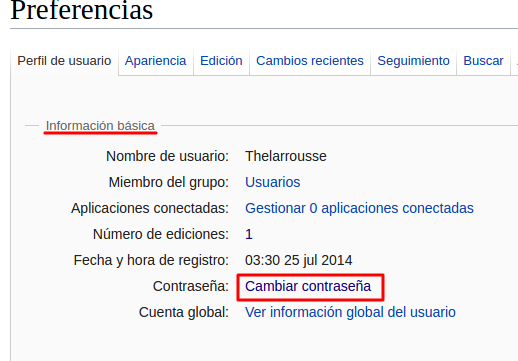 Preferencias
Perfil de usuario Apariencia Edición Cambios recientes Seguimiento Buscar
Información básica
Nombre de usuario: Thelarrousse
Miembro del grupo: Usuarios
Aplicaciones conectadas: Gestionar 0 aplicaciones conectadas
Número de ediciones: 1
Fecha y hora de registro: 03:30 25 jul 2014
Contraseña: Cambiar contraseña
Cuenta global: Ver información global del usuario